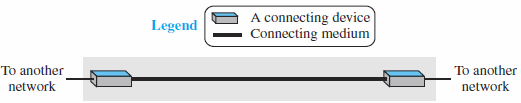 Legend
A connecting device
Connecting medium
To another
network
To another
network